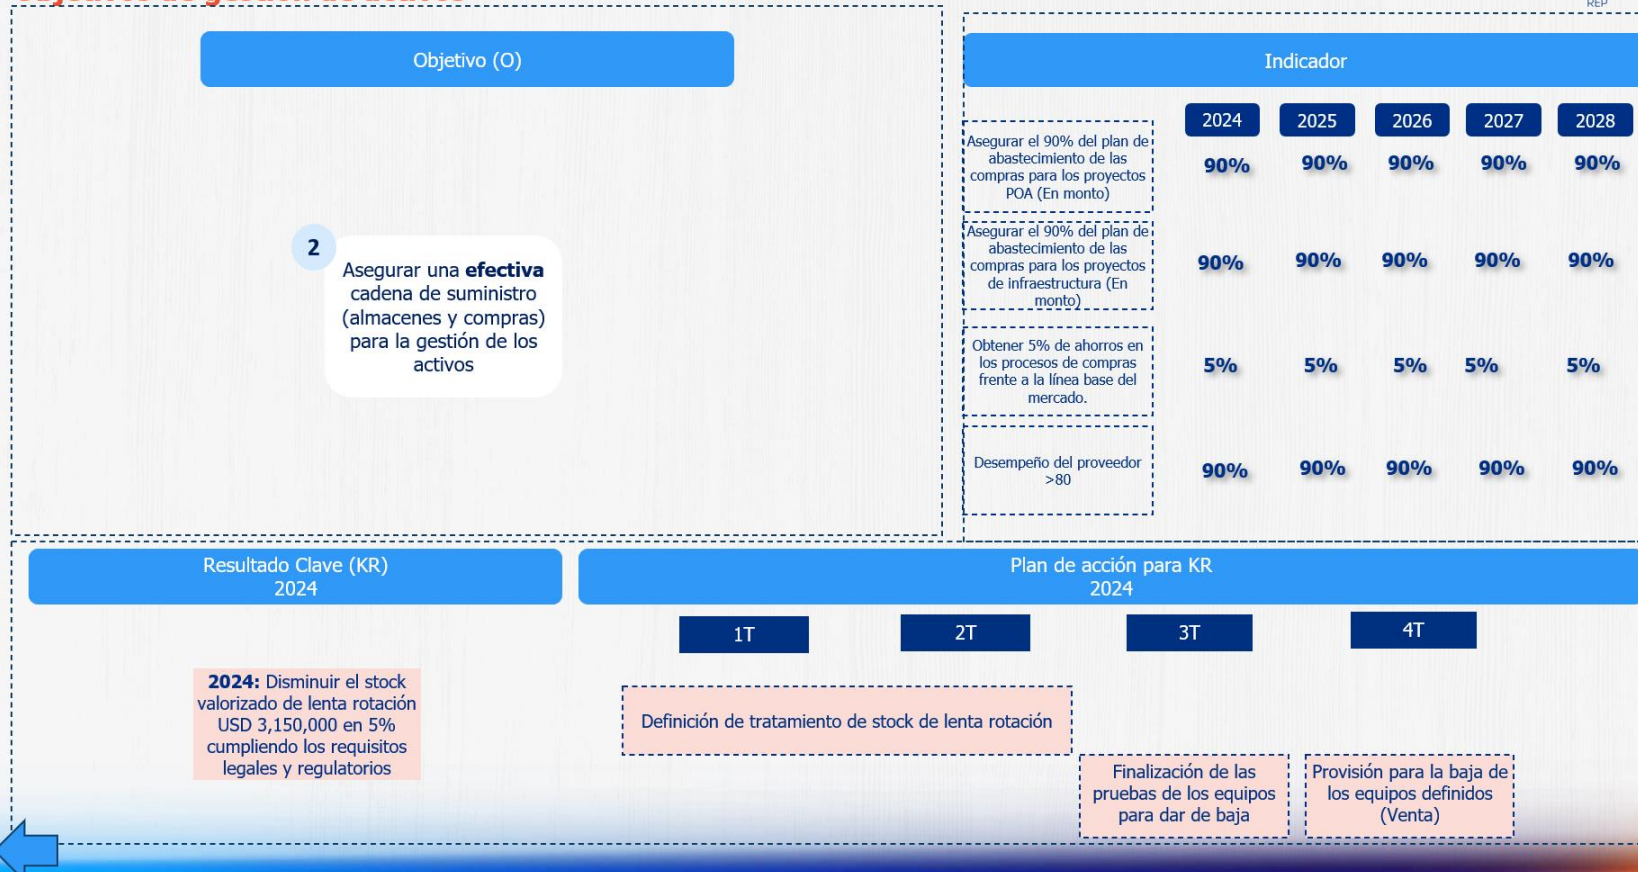 Objetivos de gestión de activos
REP
Objetivo (O)
2
Asegurar una efectiva
cadena de suministro
(almacenes y compras)
para la gestión de los
activos
Indicador
2024 2025 2026 2027 2028
Asegurar el 90% del plan de
abastecimiento de las
compras para los proyectos
POA (En monto)
90% 90% 90% 90% 90%
Asegurar el 90% del plan de
abastecimiento de las
compras para los proyectos
de infraestructura (En
monto)
90% 90% 90% 90% 90%
Obtener 5% de ahorros en
los procesos de compras
frente a la línea base del
mercado.
5% 5% 5% 5% 5%
Desempeño del proveedor
>80
90% 90% 90% 90% 90%
Resultado Clave (KR)
2024
2024: Disminuir el stock
valorizado de lenta rotación
USD 3,150,000 en 5%
cumpliendo los requisitos
legales y regulatorios
Plan de acción para KR
2024
1T 2T 3T 4T
Definición de tratamiento de stock de lenta rotación
Finalización de las
pruebas de los equipos
para dar de baja
Provisión para la baja de
los equipos definidos
(Venta)